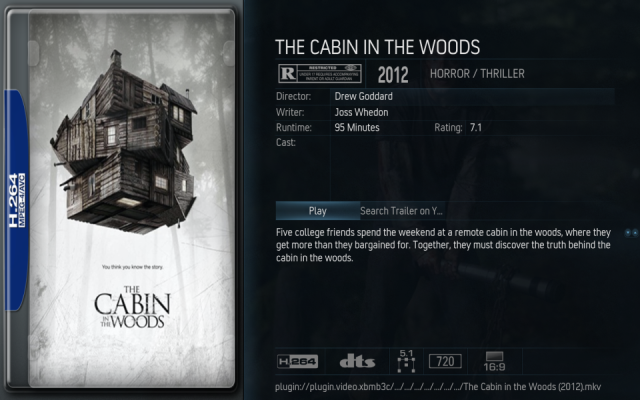 THE CABIN IN THE WOODS
R RESTRICTED
2012
HORROR / THRILLER
Director: Drew Goddard
Writer: Joss Whedon
Runtime: 95 Minutes Rating: 7.1
Cast:
Play Search Trailer on Y...
Five college friends spend the weekend at a remote cabin in the woods, where they
get more than they bargained for. Together, they must discover the truth behind the
cabin in the woods.
H.264 dts 5.1 720 16:9
plugin://plugin.video.xbmb3c/.../.../.../.../.../.../The Cabin in the Woods (2012).mkv
H.264
MPEG-4/AVC
You think you know the story.
THE
CABIN
IN THE WOODS